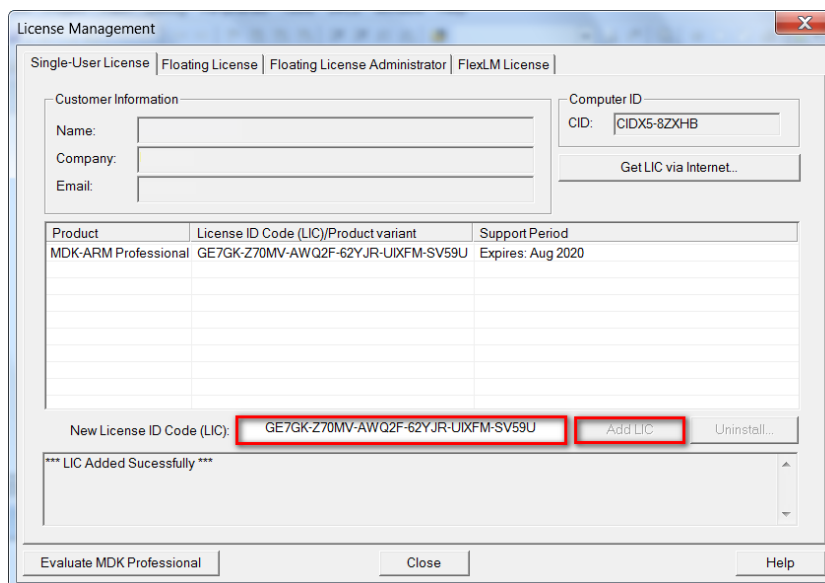 License Management
Single-User License
Floating License
Floating License Administrator
FlexLM License
Customer Information
Name:
Company:
Email:
Computer ID
CID: CIDX5-8ZXHB
Get LIC via Internet...
Product License ID Code (LIC)/Product variant Support Period
MDK-ARM Professional GE7GK-Z70MV-AWQ2F-62YJR-UIXFM-SV59U Expires: Aug 2020
New License ID Code (LIC): GE7GK-Z70MV-AWQ2F-62YJR-UIXFM-SV59U Add LIC Uninstall...
*** LIC Added Sucessfully ***
Evaluate MDK Professional Close Help